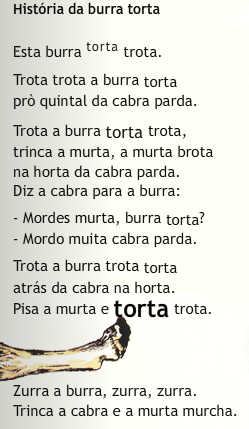 História da burra torta
Esta burra torta trota.
Trota trota a burra torta
prò quintal da cabra parda.
Trota a burra torta trota,
trinca a murta, a murta brota
na horta da cabra parda.
Diz a cabra para a burra:
- Mordes murta, burra torta?
- Mordo muita cabra parda.
Trota a burra trota torta
atrás da cabra na horta.
Pisa a murta e torta trota.
Zurra a burra, zurra, zurra.
Trinca a cabra e a murta murcha.